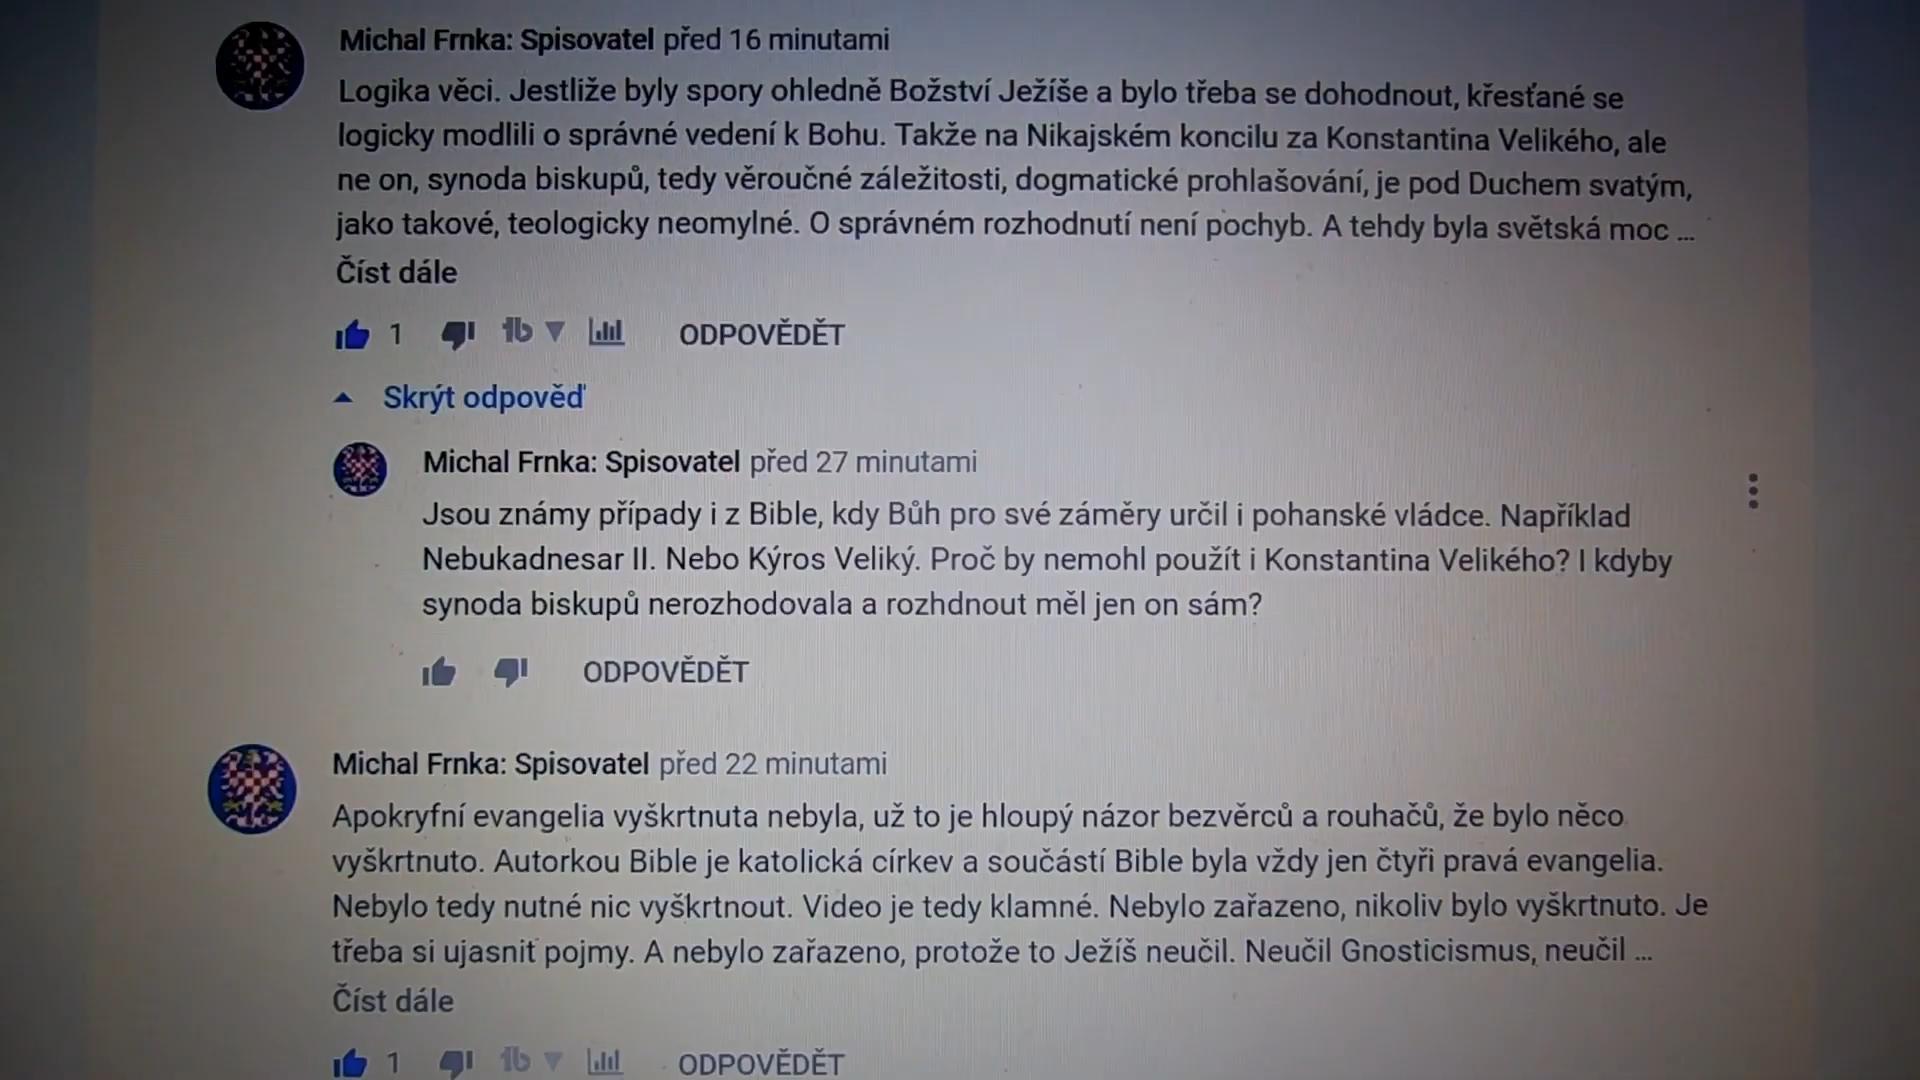 Michal Frnka: Spisovatel před 16 minutami
Logika věci. Jestliže byly spory ohledně Božství Ježíše a bylo třeba se dohodnout, křesťané se
logicky modlili o správné vedení k Bohu. Takže na Nikajském koncilu za Konstantina Velikého, ale
ne on, synoda biskupů, tedy věroučné záležitosti, dogmatické prohlašování, je pod Duchem svatým,
jako takové, teologicky neomylné. O správném rozhodnutí není pochyb. A tehdy byla světská moc ...
Číst dále
1 ODPOVĚDĚT
Skrýt odpověď
Michal Frnka: Spisovatel před 27 minutami
Jsou známy případy i z Bible, kdy Bůh pro své záměry určil i pohanské vládce. Například
Nebukadnesar II. Nebo Kýros Veliký. Proč by nemohl použít i Konstantina Velikého? I kdyby
synoda biskupů nerozhodovala a rozhdnout měl jen on sám?
ODPOVĚDĚT
Michal Frnka: Spisovatel před 22 minutami
Apokryfní evangelia vyškrtnuta nebyla, už to je hloupý názor bezvěrců a rouhačů, že bylo něco
vyškrtnuto. Autorkou Bible je katolická církev a součástí Bible byla vždy jen čtyři pravá evangelia.
Nebylo tedy nutné nic vyškrtnout. Video je tedy klamné. Nebylo zařazeno, nikoliv bylo vyškrtnuto. Je
třeba si ujasnit pojmy. A nebylo zařazeno, protože to Ježíš neučil. Neučil Gnosticismus, neučil ...
Číst dále
1 ODPOVĚDĚT